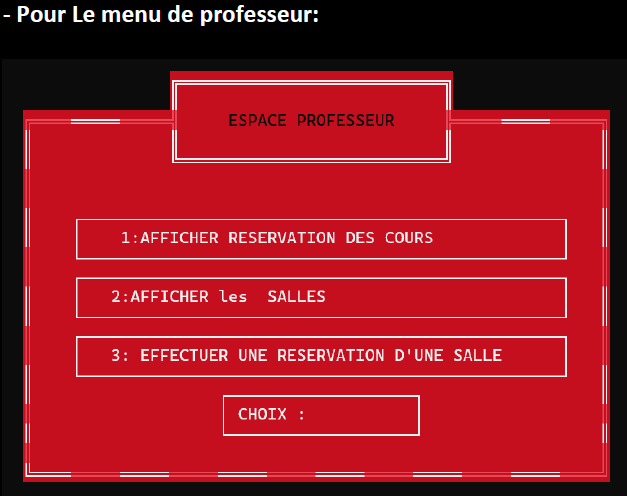 - Pour Le menu de professeur:
ESPACE PROFESSEUR
1:AFFICHER RESERVATION DES COURS
2:AFFICHER les  SALLES
3: EFFECTUER UNE RESERVATION D'UNE SALLE
CHOIX :